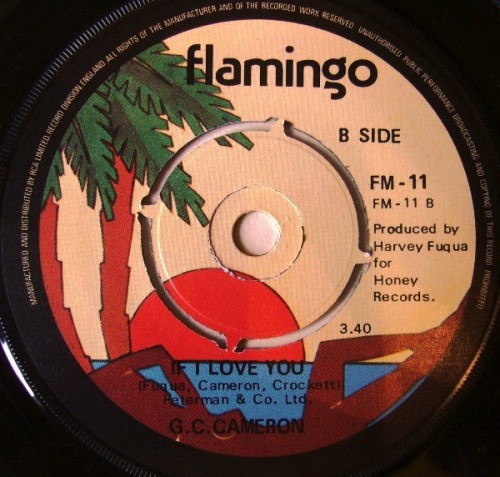 MANUFACTURED AND DISTRIBUTED BY RCA LIMITED, RECORD DIVISION, ENGLAND. ALL RIGHTS OF THE MANUFACTURER AND OF THE RECORDED WORK RESERVED. UNAUTHORISED PUBLIC PERFORMANCE BROADCASTING AND COPYING OF THIS RECORD PROHIBITED
flamingo
B SIDE
FM-11
FM-11 B
Produced by
Harvey Fuqua
for
Honey
Records.
3.40
IF I LOVE YOU
(Fuqua, Cameron, Crockett)
Peterman & Co. Ltd.
G.C.CAMERON